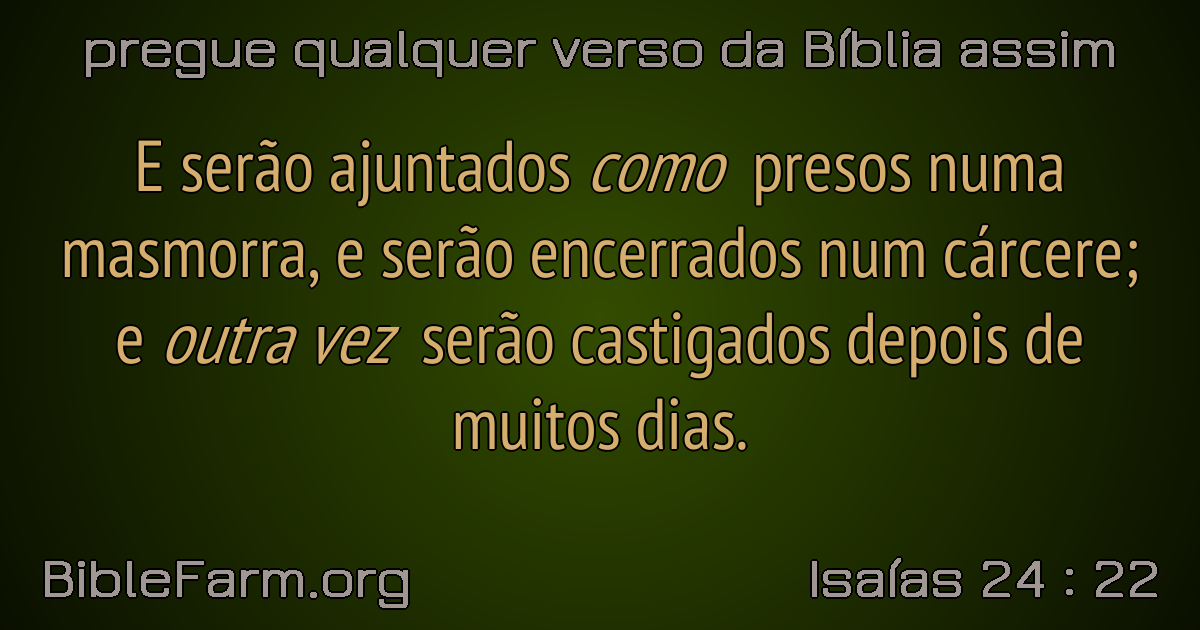 pregue qualquer verso da Bíblia assim
E serão ajuntados como presos numa
masmorra, e serão encerrados num cárcere;
e outra vez serão castigados depois de
muitos dias.
BibleFarm.org
Isaías 24 : 22